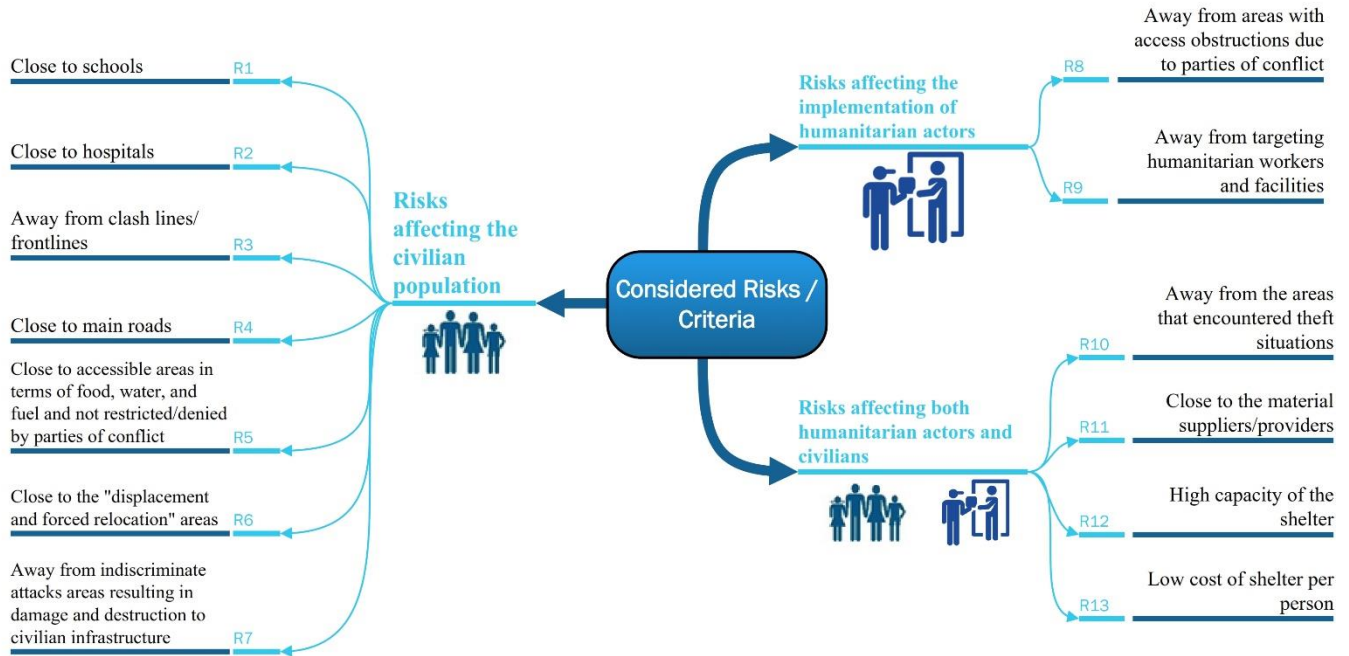 Considered Risks /
Criteria
Risks
affecting the
civilian
population
R1
Close to schools
R2
Close to hospitals
R3
Away from clash lines/
frontlines
R4
Close to main roads
R5
Close to accessible areas in
terms of food, water, and
fuel and not restricted/denied
by parties of conflict
R6
Close to the "displacement
and forced relocation" areas
R7
Away from indiscriminate
attacks areas resulting in
damage and destruction to
civilian infrastructure
Risks affecting the
implementation of
humanitarian actors
R8
Away from areas with
access obstructions due
to parties of conflict
R9
Away from targeting
humanitarian workers
and facilities
Risks affecting both
humanitarian actors and
civilians
R10
Away from the areas
that encountered theft
situations
R11
Close to the material
suppliers/providers
R12
High capacity of the
shelter
R13
Low cost of shelter per
person